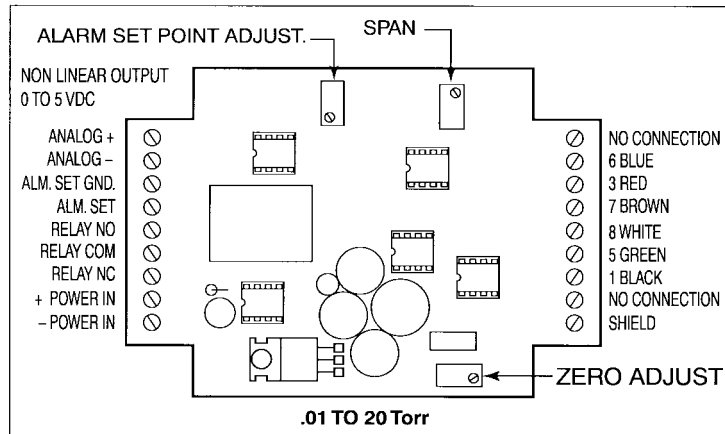 ALARM SET POINT ADJUST.
SPAN
NON LINEAR OUTPUT
0 TO 5 VDC
ANALOG +
ANALOG –
ALM. SET GND.
ALM. SET
RELAY NO
RELAY COM
RELAY NC
+ POWER IN
– POWER IN
NO CONNECTION
6 BLUE
3 RED
7 BROWN
8 WHITE
5 GREEN
1 BLACK
NO CONNECTION
SHIELD
ZERO ADJUST
.01 TO 20 Torr